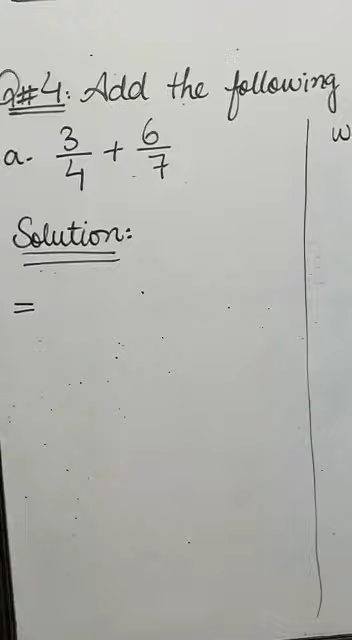 Q#4: Add the following
a. 3/4 + 6/7
Solution:
=